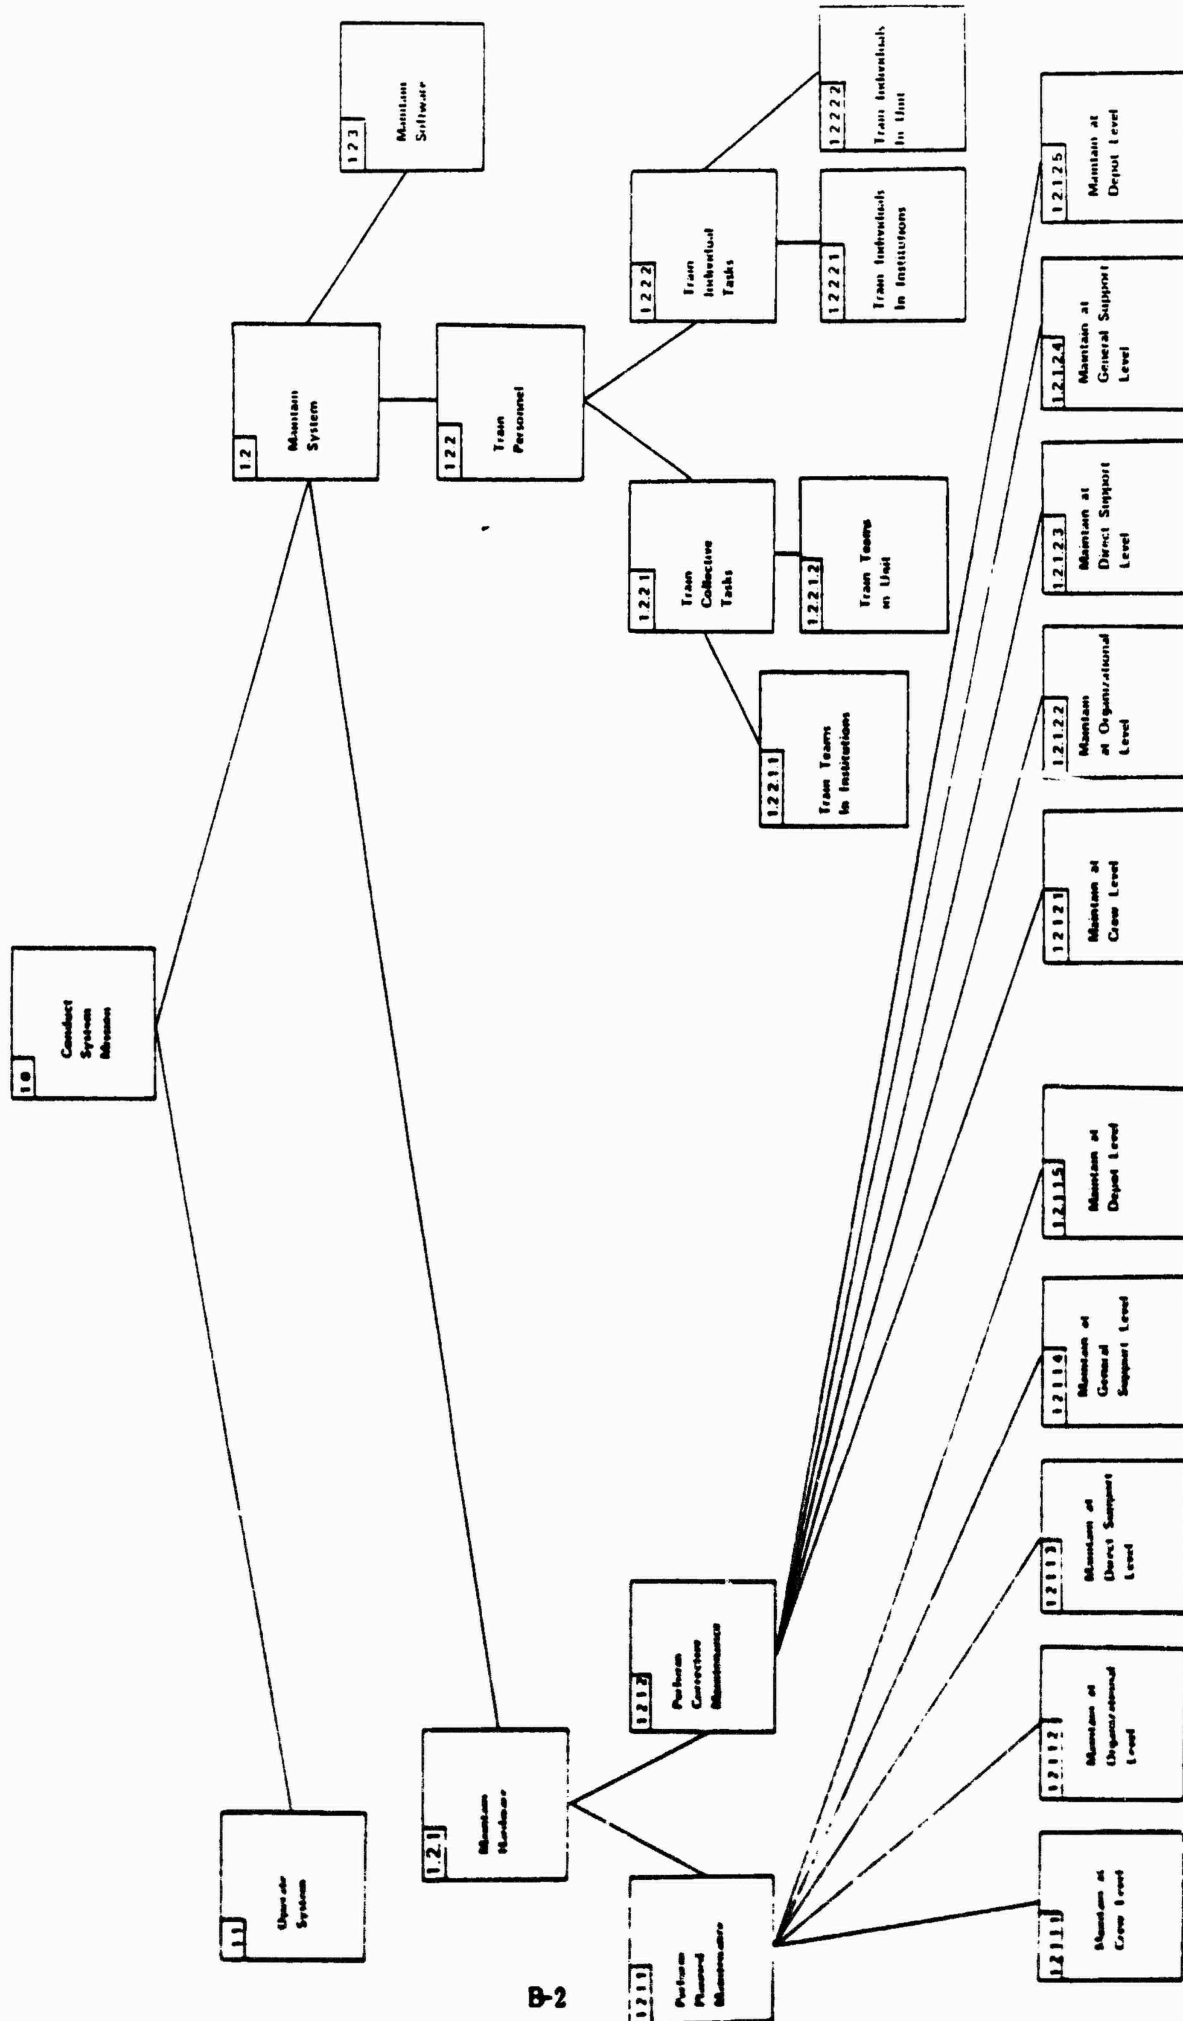 1 0
Conduct
System
Mission
1 1
Operate
System
1.2
Maintain
System
1.2.1
Maintain
Hardware
1.2.2
Train
Personnel
1 2 3
Maintain
Software
1 2 1 1
Perform
Planned
Maintenance
1 2 1 2
Perform
Corrective
Maintenance
1.2.2 1
Train
Collective
Tasks
1 2 2 2
Train
Individual
Tasks
1.2 2.1.1
Train Teams
In Institutions
1.2.2.1.2
Train Teams
in Unit
1 2 2 2 1
Train Individuals
In Institutions
1 2 2 2 2
Train Individuals
In Unit
1 2 1 1 1
Maintain at
Crew Level
1 2 1 1 2
Maintain at
Organizational
Level
1 2 1 1 3
Maintain at
Direct Support
Level
1 2 1 1 4
Maintain at
General
Support Level
1.2.1 1 5
Maintain at
Depot Level
1 2 1 2 1
Maintain at
Crew Level
1.2.1.2.2
Maintain
at Organizational
Level
1.2.1.2.3
Maintain at
Direct Support
Level
1.2.1.2.4
Maintain at
General Support
Level
1.2.1.2 5
Maintain at
Depot Level
B-2